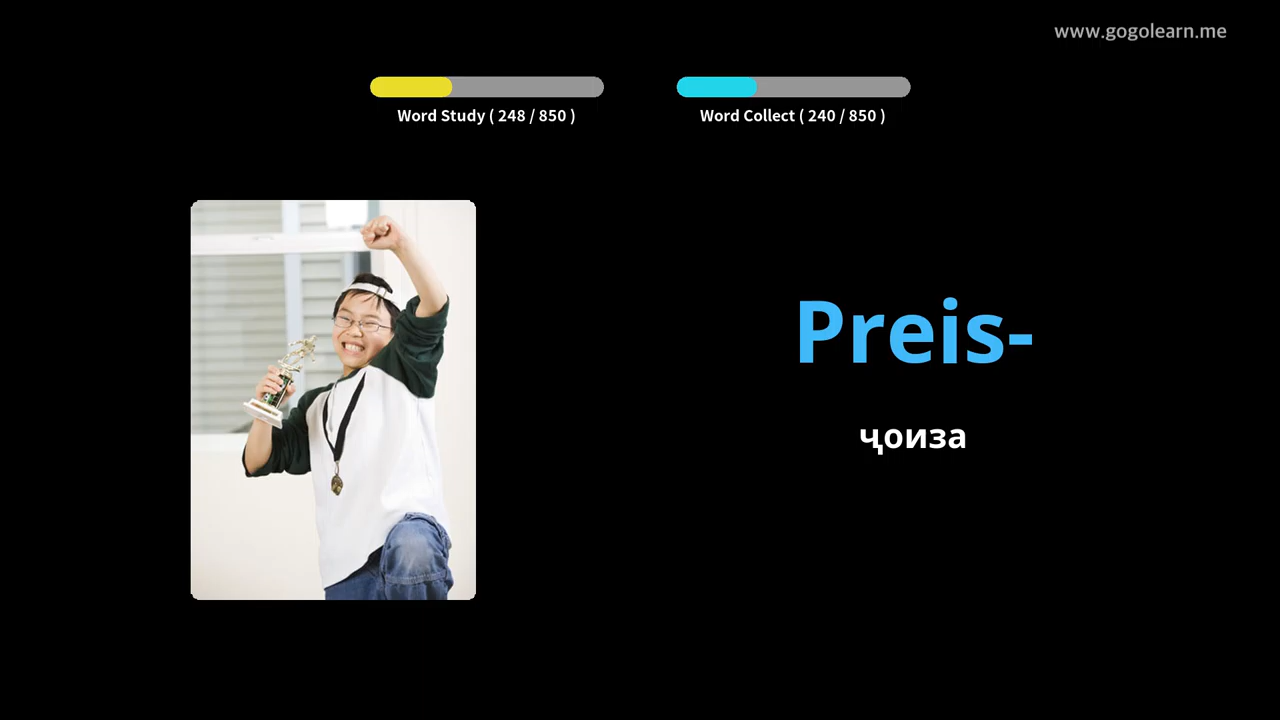 www.gogolearn.me
Word Study ( 248 / 850 )
Word Collect ( 240 / 850 )
Preis-
ҷоиза